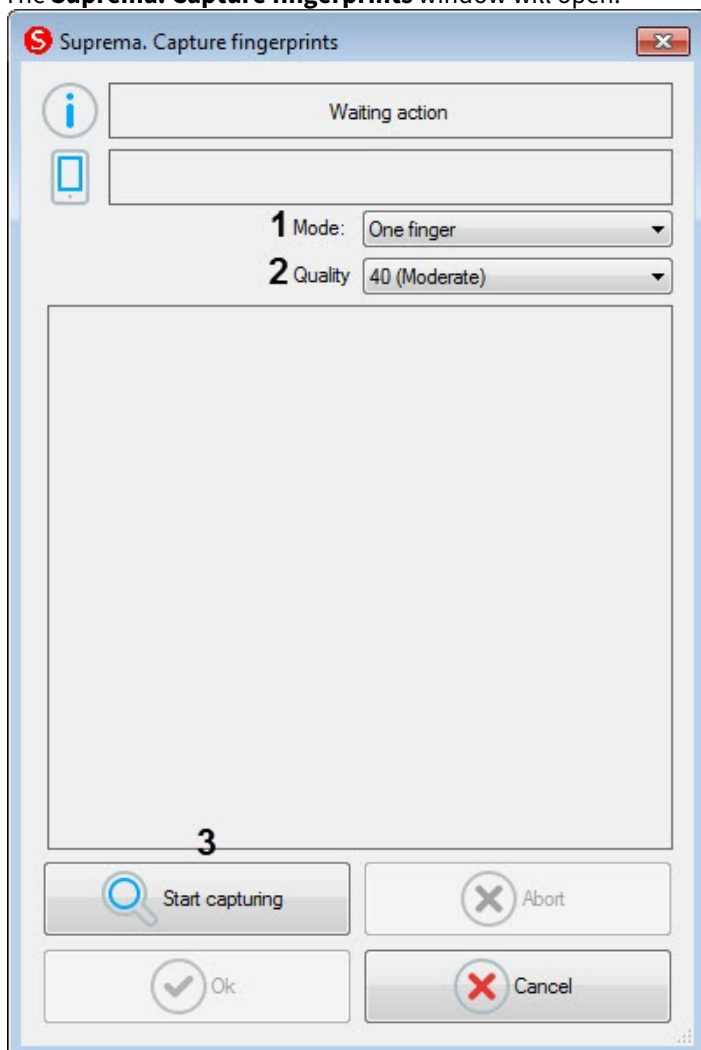 The Suprema. Capture fingerprints window will open.
S Suprema. Capture fingerprints
i Waiting action
1 Mode: One finger
2 Quality 40 (Moderate)
3
Start capturing Abort
Ok Cancel